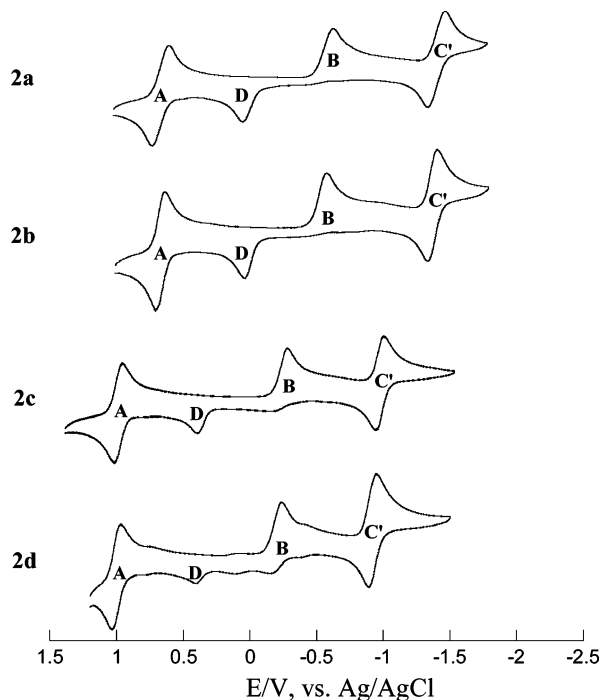 2a A D B C'
2b A D B C'
2c A D B C'
2d A D B C'
1.5 1 0.5 0 -0.5 -1 -1.5 -2 -2.5
E/V, vs. Ag/AgCl